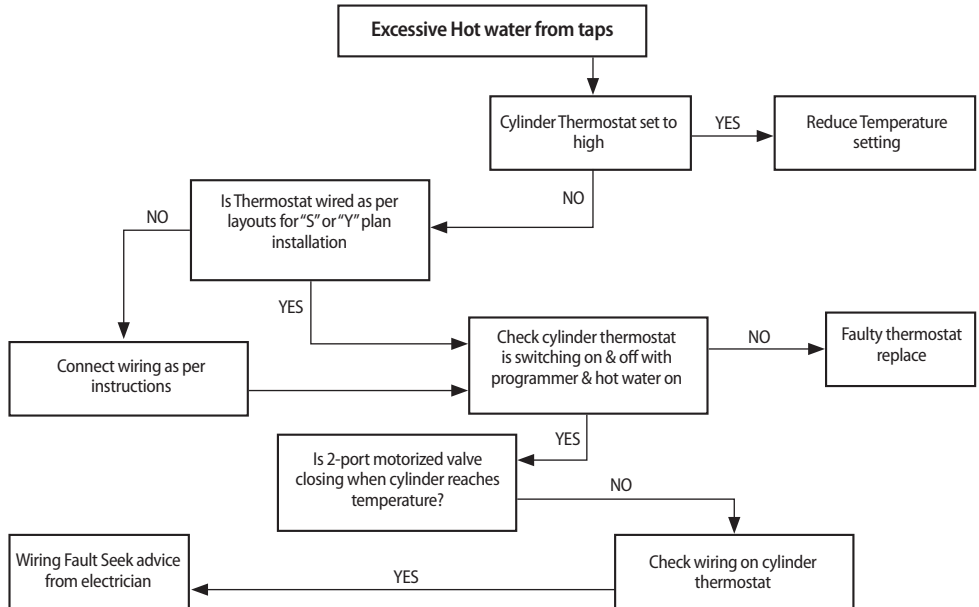 Excessive Hot water from taps
Cylinder Thermostat set to
high
YES
Reduce Temperature
setting
NO
Is Thermostat wired as per
layouts for “S” or “Y” plan
installation
NO
YES
Connect wiring as per
instructions
Check cylinder thermostat
is switching on & off with
programmer & hot water on
NO
Faulty thermostat
replace
YES
Is 2-port motorized valve
closing when cylinder reaches
temperature?
NO
Check wiring on cylinder
thermostat
YES
Wiring Fault Seek advice
from electrician